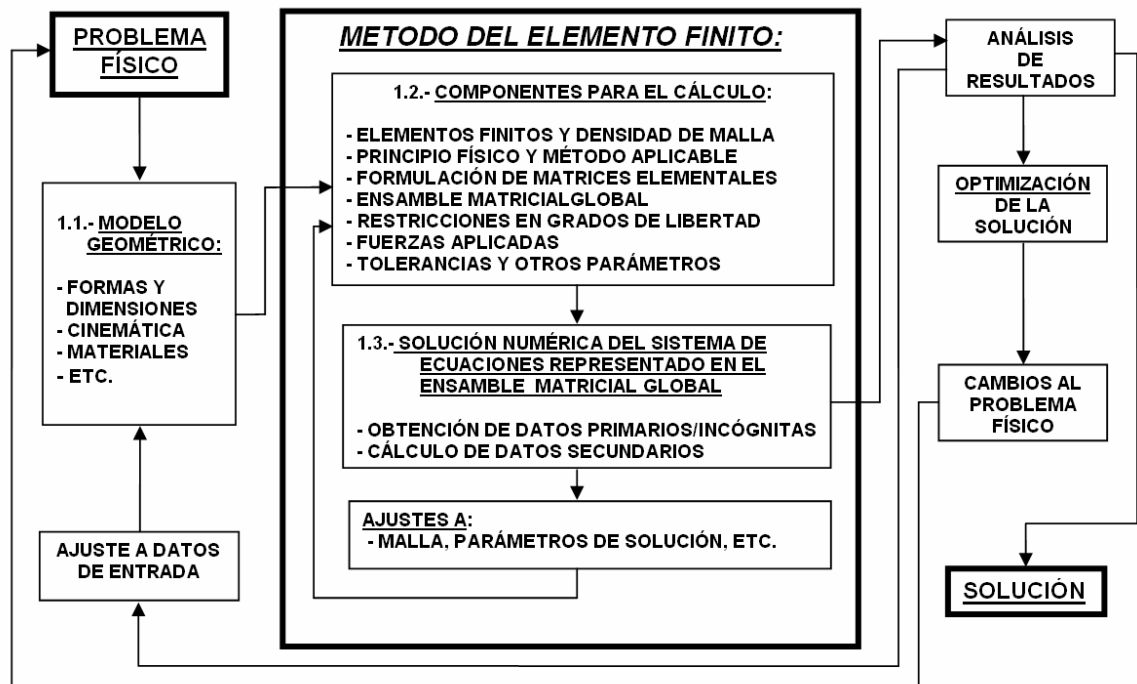 PROBLEMA
FÍSICO
1.1.- MODELO
GEOMÉTRICO:
- FORMAS Y
DIMENSIONES
- CINEMÁTICA
- MATERIALES
- ETC.
AJUSTE A DATOS
DE ENTRADA
METODO DEL ELEMENTO FINITO:
1.2.- COMPONENTES PARA EL CÁLCULO:
- ELEMENTOS FINITOS Y DENSIDAD DE MALLA
- PRINCIPIO FÍSICO Y MÉTODO APLICABLE
- FORMULACIÓN DE MATRICES ELEMENTALES
- ENSAMBLE MATRICIALGLOBAL
- RESTRICCIONES EN GRADOS DE LIBERTAD
- FUERZAS APLICADAS
- TOLERANCIAS Y OTROS PARÁMETROS
1.3.- SOLUCIÓN NUMÉRICA DEL SISTEMA DE
ECUACIONES REPRESENTADO EN EL
ENSAMBLE MATRICIAL GLOBAL
- OBTENCIÓN DE DATOS PRIMARIOS/INCÓGNITAS
- CÁLCULO DE DATOS SECUNDARIOS
AJUSTES A:
- MALLA, PARÁMETROS DE SOLUCIÓN, ETC.
ANÁLISIS
DE
RESULTADOS
OPTIMIZACIÓN
DE LA
SOLUCIÓN
CAMBIOS AL
PROBLEMA
FÍSICO
SOLUCIÓN